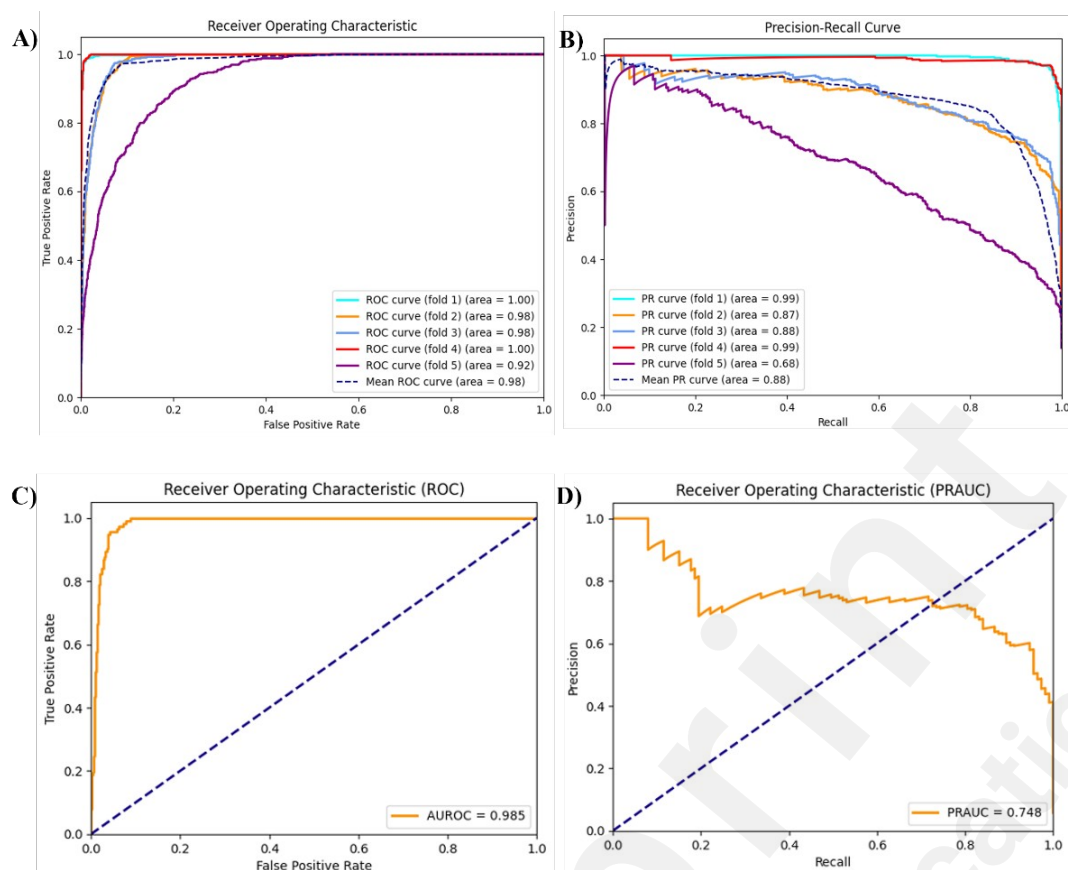 A)
Receiver Operating Characteristic
1.0
0.8
0.6
0.4
0.2
0.0
True Positive Rate
ROC curve (fold 1) (area = 1.00)
ROC curve (fold 2) (area = 0.98)
ROC curve (fold 3) (area = 0.98)
ROC curve (fold 4) (area = 1.00)
ROC curve (fold 5) (area = 0.92)
Mean ROC curve (area = 0.98)
0.0 0.2 0.4 0.6 0.8 1.0
False Positive Rate
B)
Precision-Recall Curve
1.0
0.8
0.6
0.4
0.2
0.0
Precision
PR curve (fold 1) (area = 0.99)
PR curve (fold 2) (area = 0.87)
PR curve (fold 3) (area = 0.88)
PR curve (fold 4) (area = 0.99)
PR curve (fold 5) (area = 0.68)
Mean PR curve (area = 0.88)
0.0 0.2 0.4 0.6 0.8 1.0
Recall
C)
Receiver Operating Characteristic (ROC)
1.0
0.8
0.6
0.4
0.2
0.0
True Positive Rate
AUROC = 0.985
0.0 0.2 0.4 0.6 0.8 1.0
False Positive Rate
D)
Receiver Operating Characteristic (PRAUC)
1.0
0.8
0.6
0.4
0.2
0.0
Precision
PRAUC = 0.748
0.0 0.2 0.4 0.6 0.8 1.0
Recall